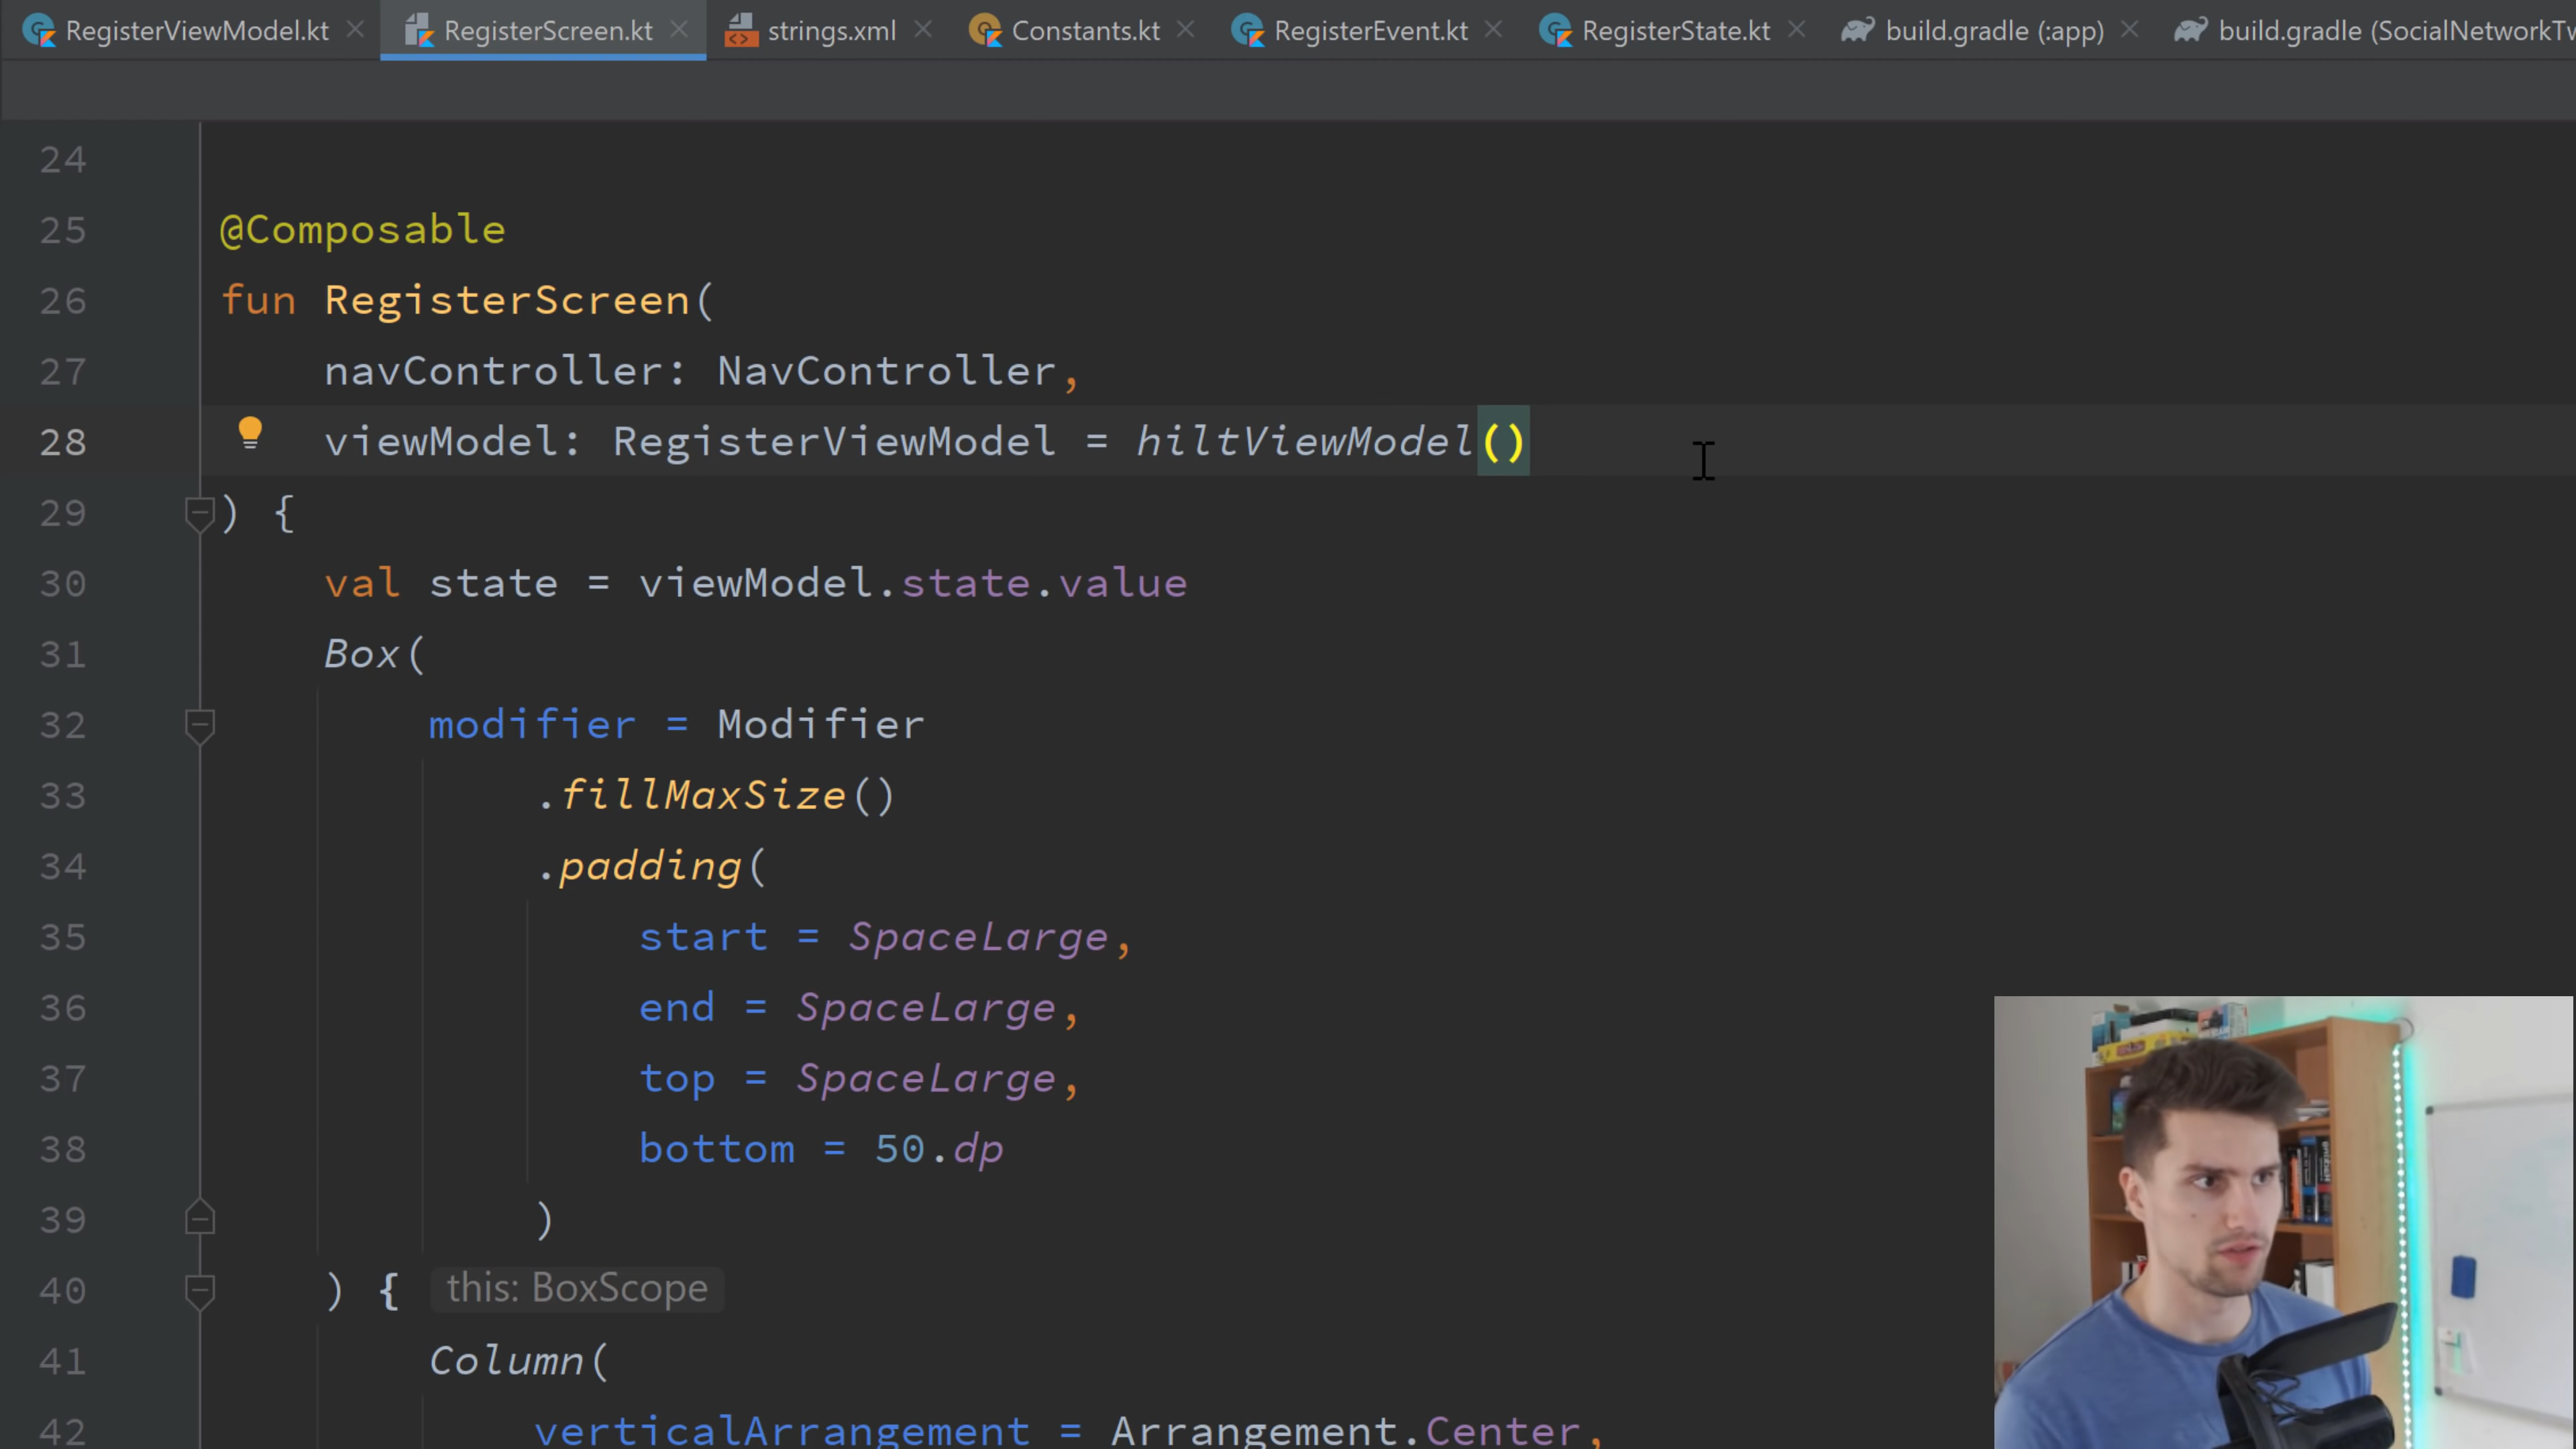 RegisterViewModel.kt RegisterScreen.kt strings.xml Constants.kt RegisterEvent.kt RegisterState.kt build.gradle (:app) build.gradle (SocialNetworkTw
24
25 @Composable
26 fun RegisterScreen(
27 navController: NavController,
28 viewModel: RegisterViewModel = hiltViewModel()
29 ) {
30 val state = viewModel.state.value
31 Box(
32 modifier = Modifier
33 .fillMaxSize()
34 .padding(
35 start = SpaceLarge,
36 end = SpaceLarge,
37 top = SpaceLarge,
38 bottom = 50.dp
39 )
40 ) { this: BoxScope
41 Column(
42 verticalArrangement = Arrangement.Center,